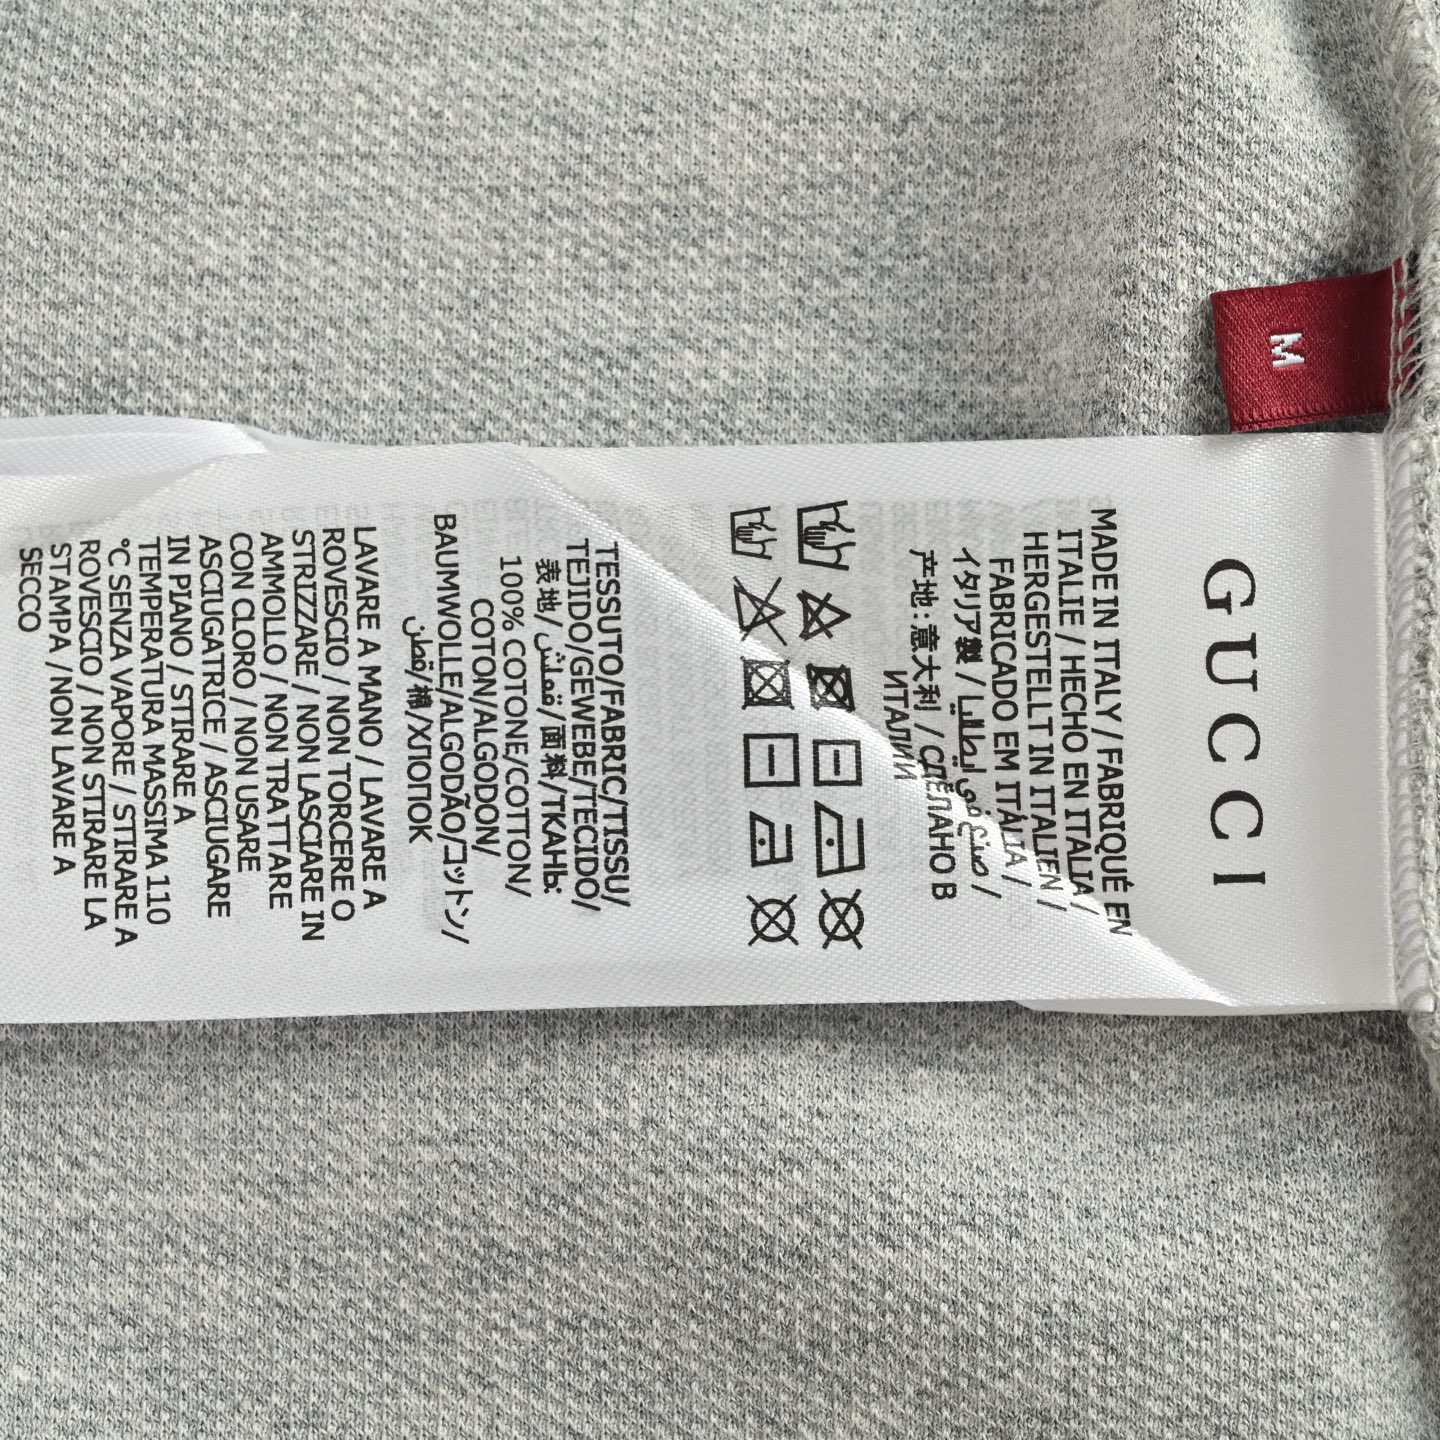 M
GUCCI
MADE IN ITALY / FABRIQUÉ EN
ITALIE / HECHO EN ITALIA /
HERGESTELLT IN ITALIEN /
FABRICADO EM ITÁLIA /
イタリア製 / صنع في إيطاليا /
产地: 意大利 / СДЕЛАНО В
ИТАЛИИ
TESSUTO/FABRIC/TISSU/
TEJIDO/GEWEBE/TECIDO/
表地/ قماش /面料/ТКАНЬ:
100% COTONE/COTTON/
COTON/ALGODON/
BAUMWOLLE/ALGODÃO/コットン/
قطن/棉/ХЛОПОК
LAVARE A MANO / LAVARE A
ROVESCIO / NON TORCERE O
STRIZZARE / NON LASCIARE IN
AMMOLLO / NON TRATTARE
CON CLORO / NON USARE
ASCIUGATRICE / ASCIUGARE
IN PIANO / STIRARE A
TEMPERATURA MASSIMA 110
°C SENZA VAPORE / STIRARE A
ROVESCIO / NON STIRARE LA
STAMPA /NON LAVARE A
SECCO